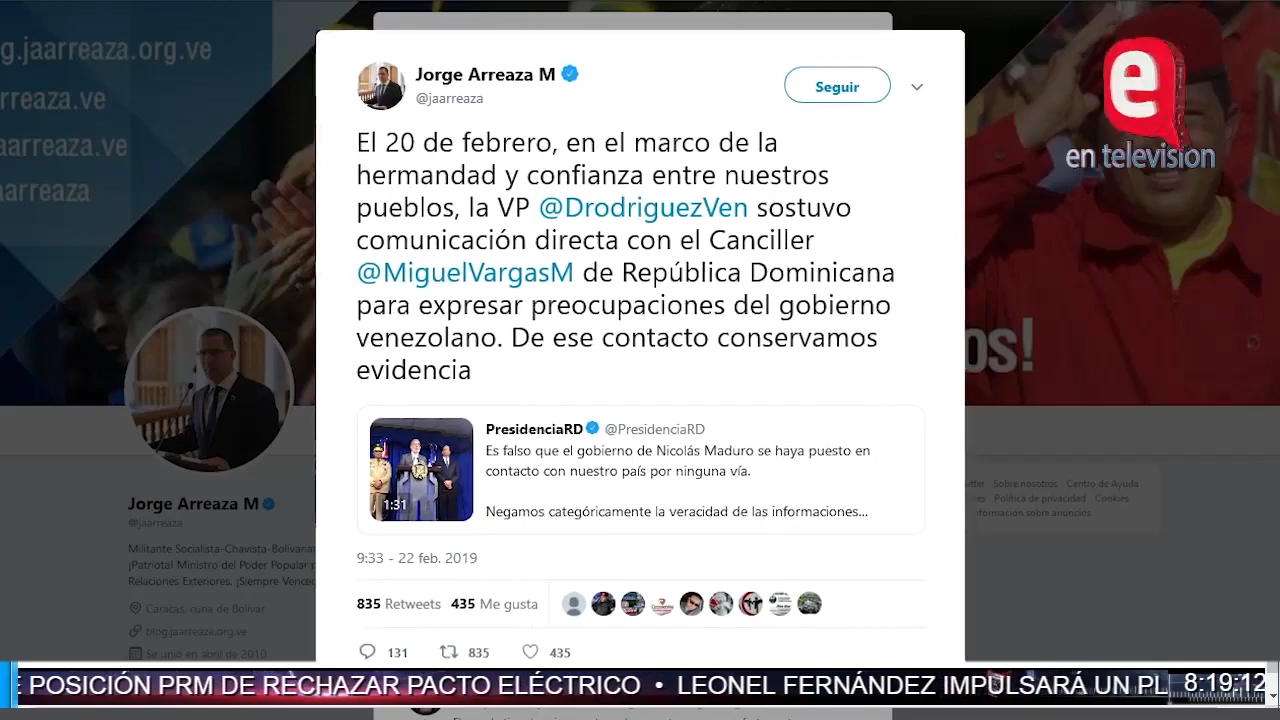 g.jaarreaza.org.ve
rreaza.ve
aarreaza.ve
aarreaza
Jorge Arreaza M
@jaarreaza
Seguir
e
en television
El 20 de febrero, en el marco de la
hermandad y confianza entre nuestros
pueblos, la VP @DrodriguezVen sostuvo
comunicación directa con el Canciller
@MiguelVargasM de República Dominicana
para expresar preocupaciones del gobierno
venezolano. De ese contacto conservamos
evidencia
os!
PresidenciaRD @PresidenciaRD
Es falso que el gobierno de Nicolás Maduro se haya puesto en
contacto con nuestro país por ninguna vía.
1:31
Negamos categóricamente la veracidad de las informaciones...
9:33 - 22 feb. 2019
835 Retweets 435 Me gusta
131 835 435
Jorge Arreaza M
@jaarreaza
Militante Socialista-Chavista-Bolivaria
¡Patriota! Ministro del Poder Popular p
Relaciones Exteriores. ¡Siempre Vence
Caracas, cuna de Bolívar
blog.jaarreaza.org.ve
Se unió en abril de 2010
Sobre nosotros Centro de Ayuda
Política de privacidad Cookies
nformación sobre anuncios
E POSICIÓN PRM DE RECHAZAR PACTO ELÉCTRICO • LEONEL FERNÁNDEZ IMPULSARÁ UN PL
8:19:12